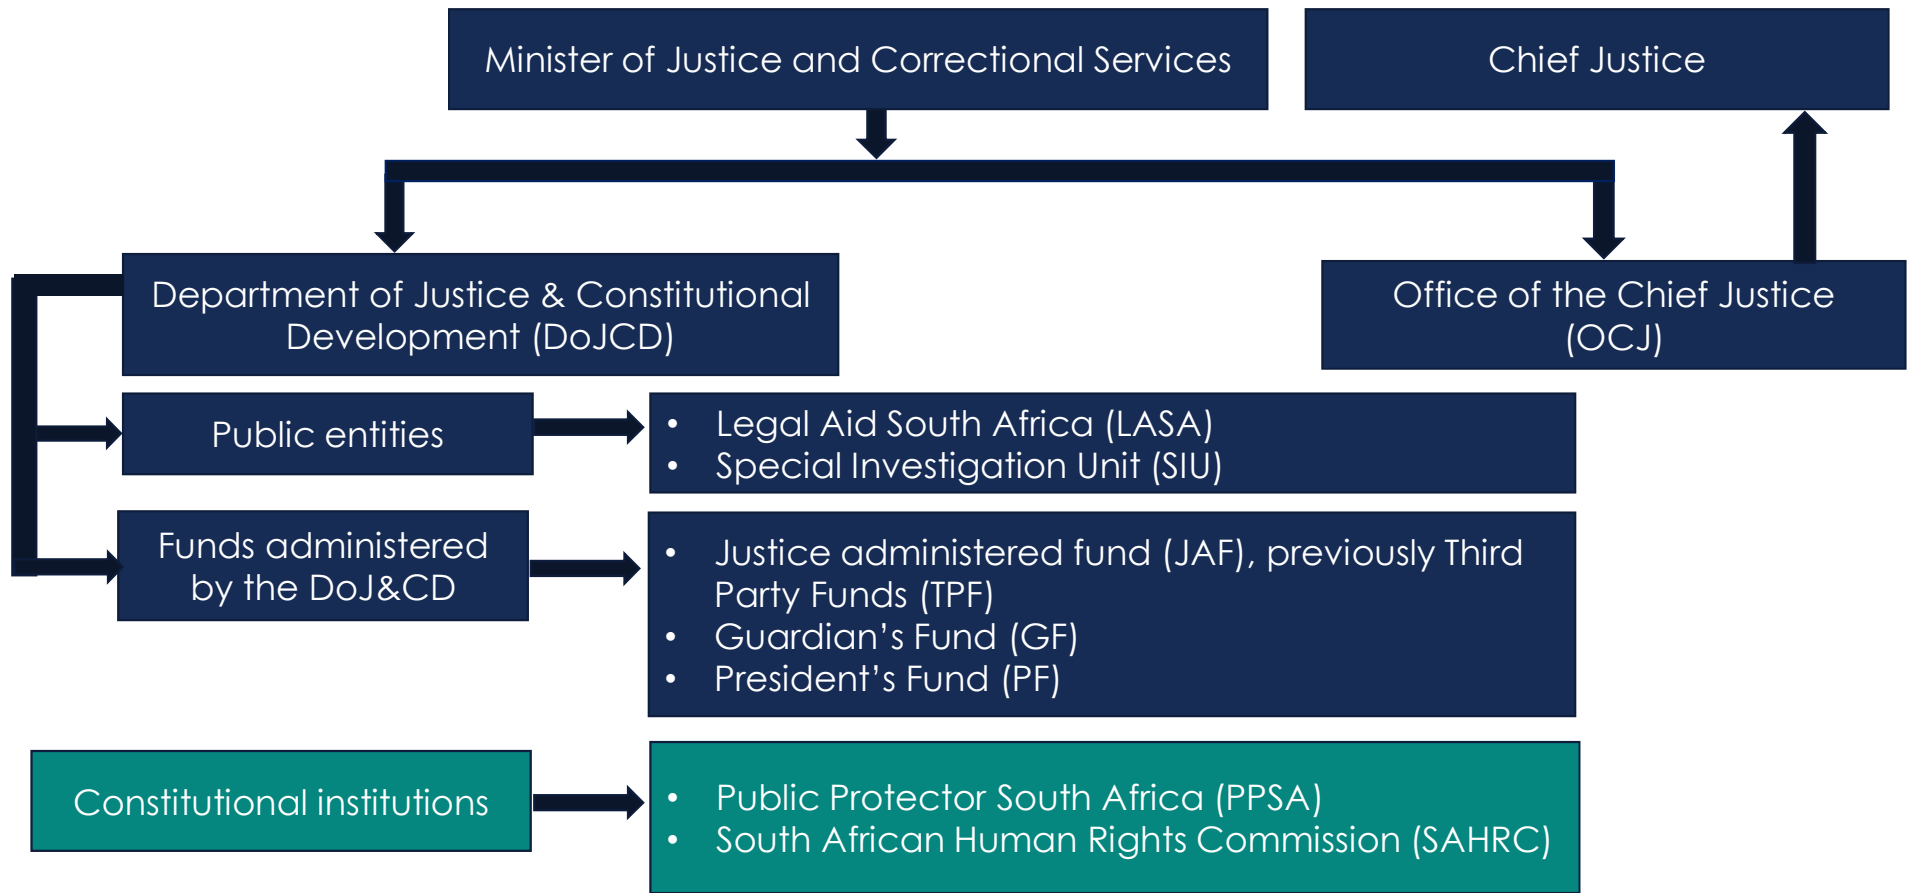 Minister of Justice and Correctional Services
Chief Justice
Department of Justice & Constitutional
Development (DoJCD)
Office of the Chief Justice
(OCJ)
Public entities
• Legal Aid South Africa (LASA)
• Special Investigation Unit (SIU)
Funds administered
by the DoJ&CD
• Justice administered fund (JAF), previously Third
Party Funds (TPF)
• Guardian’s Fund (GF)
• President’s Fund (PF)
Constitutional institutions
• Public Protector South Africa (PPSA)
• South African Human Rights Commission (SAHRC)